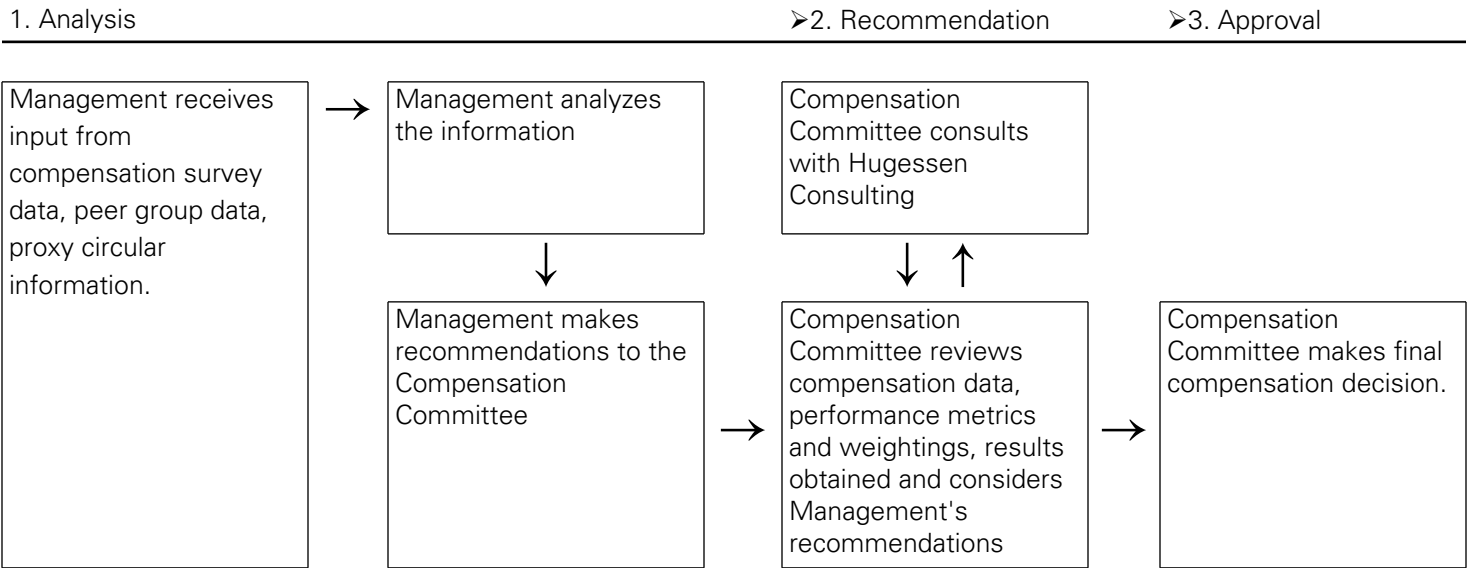 1. Analysis
➢2. Recommendation
➢3. Approval
Management receives
input from
compensation survey
data, peer group data,
proxy circular
information.
→
Management analyzes
the information
↓
Management makes
recommendations to the
Compensation
Committee
→
Compensation
Committee consults
with Hugessen
Consulting
↓ ↑
Compensation
Committee reviews
compensation data,
performance metrics
and weightings, results
obtained and considers
Management's
recommendations
→
Compensation
Committee makes final
compensation decision.